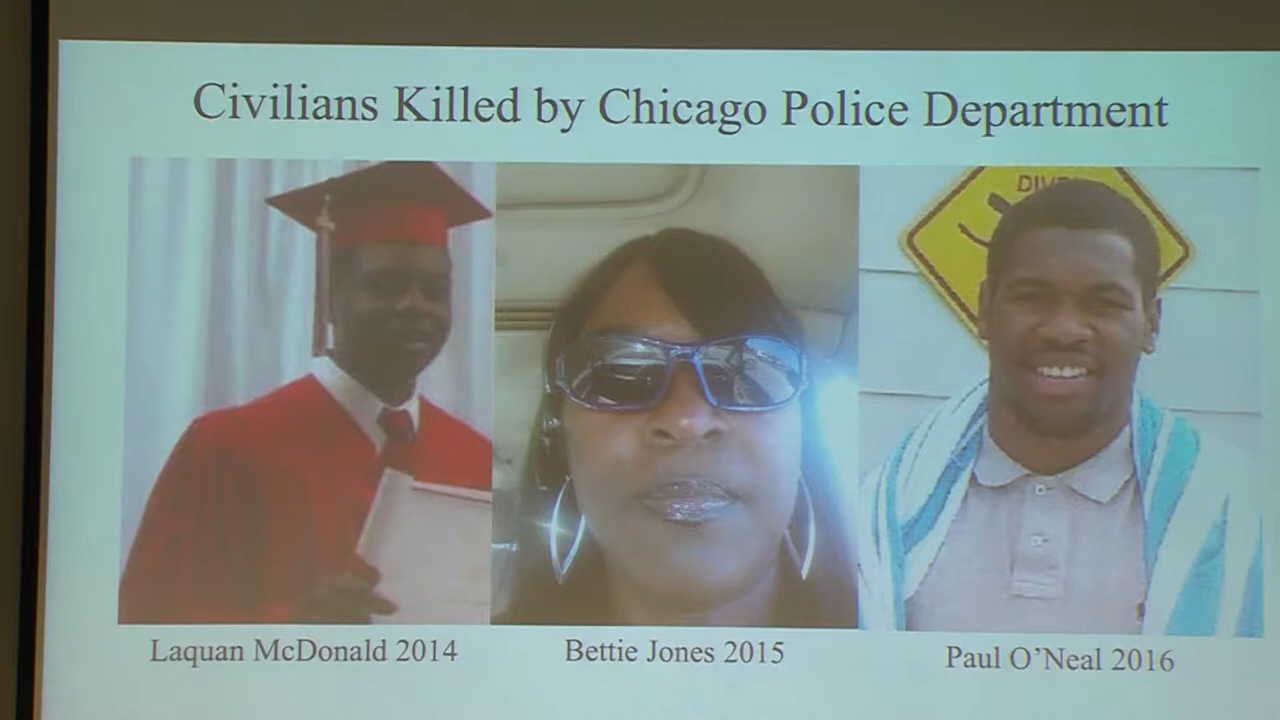 Civilians Killed by Chicago Police Department
Laquan McDonald 2014
Bettie Jones 2015
Paul O’Neal 2016